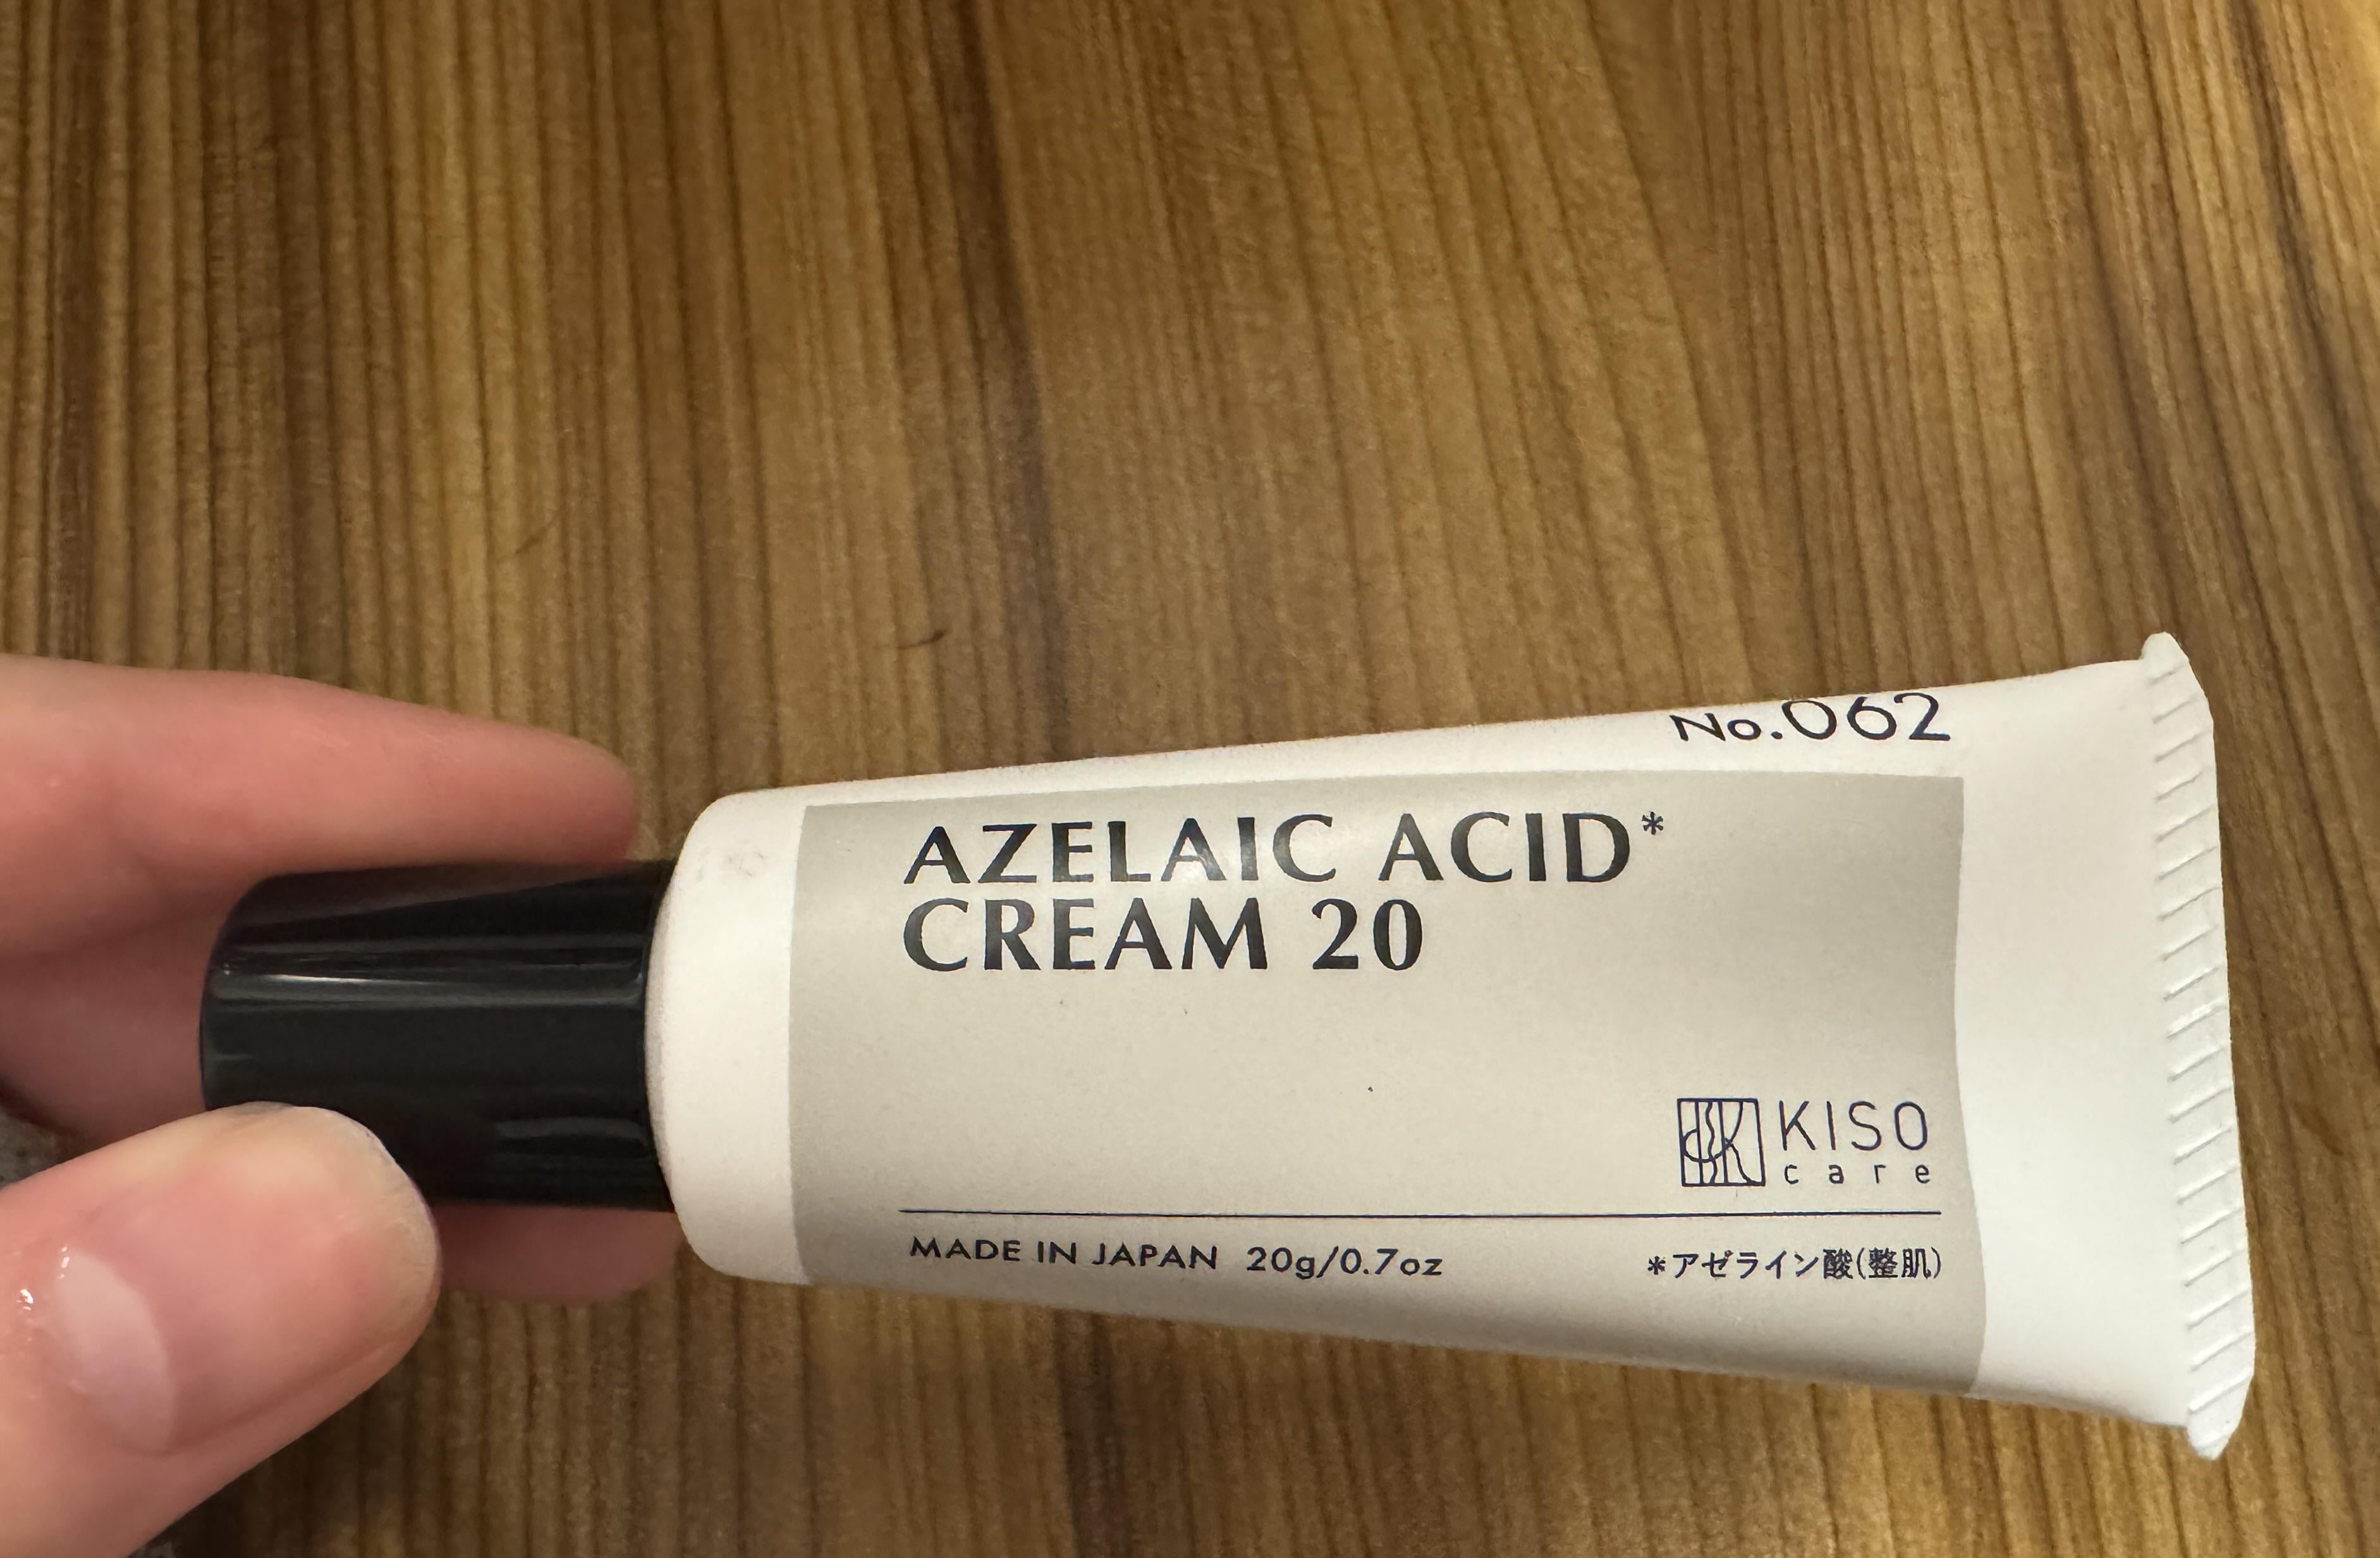 No.062
AZELAIC ACID*
CREAM 20
KISO
care
MADE IN JAPAN 20g/0.7oz
*アゼライン酸(整肌)